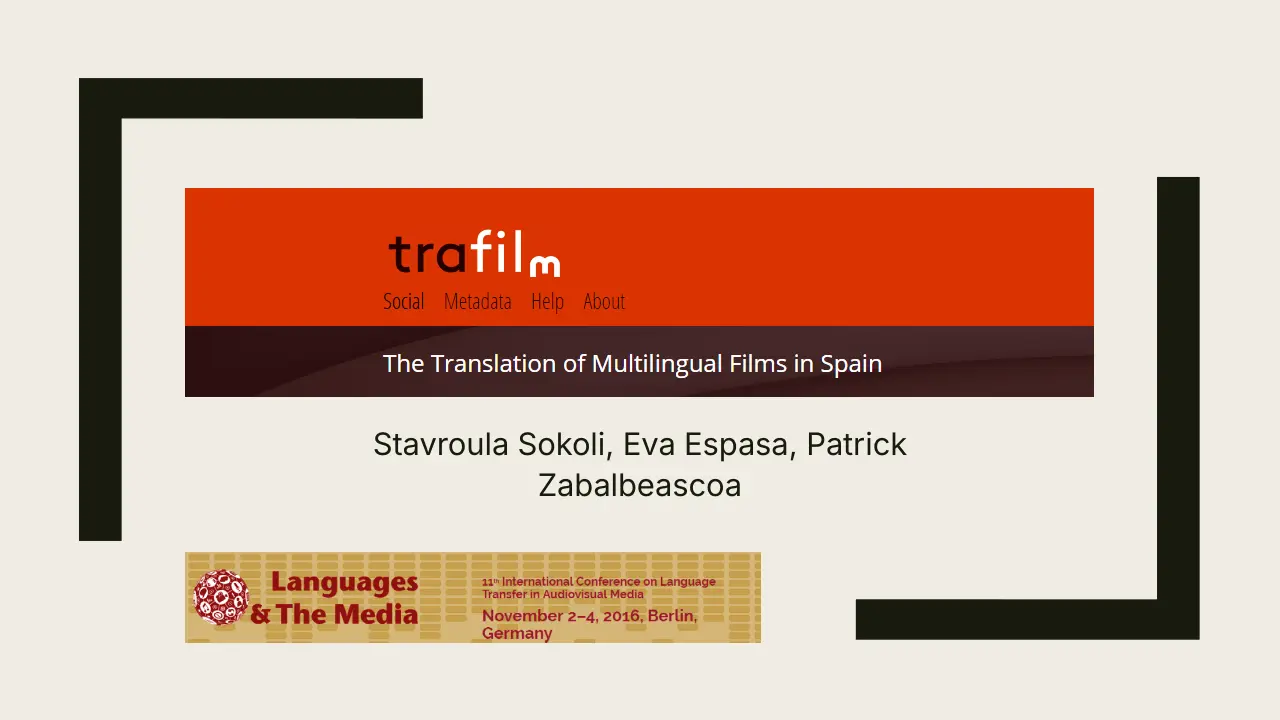 trafilm
Social Metadata Help About
The Translation of Multilingual Films in Spain
Stavroula Sokoli, Eva Espasa, Patrick
Zabalbeascoa
Languages
& The Media
11th International Conference on Language
Transfer in Audiovisual Media
November 2–4, 2016, Berlin,
Germany